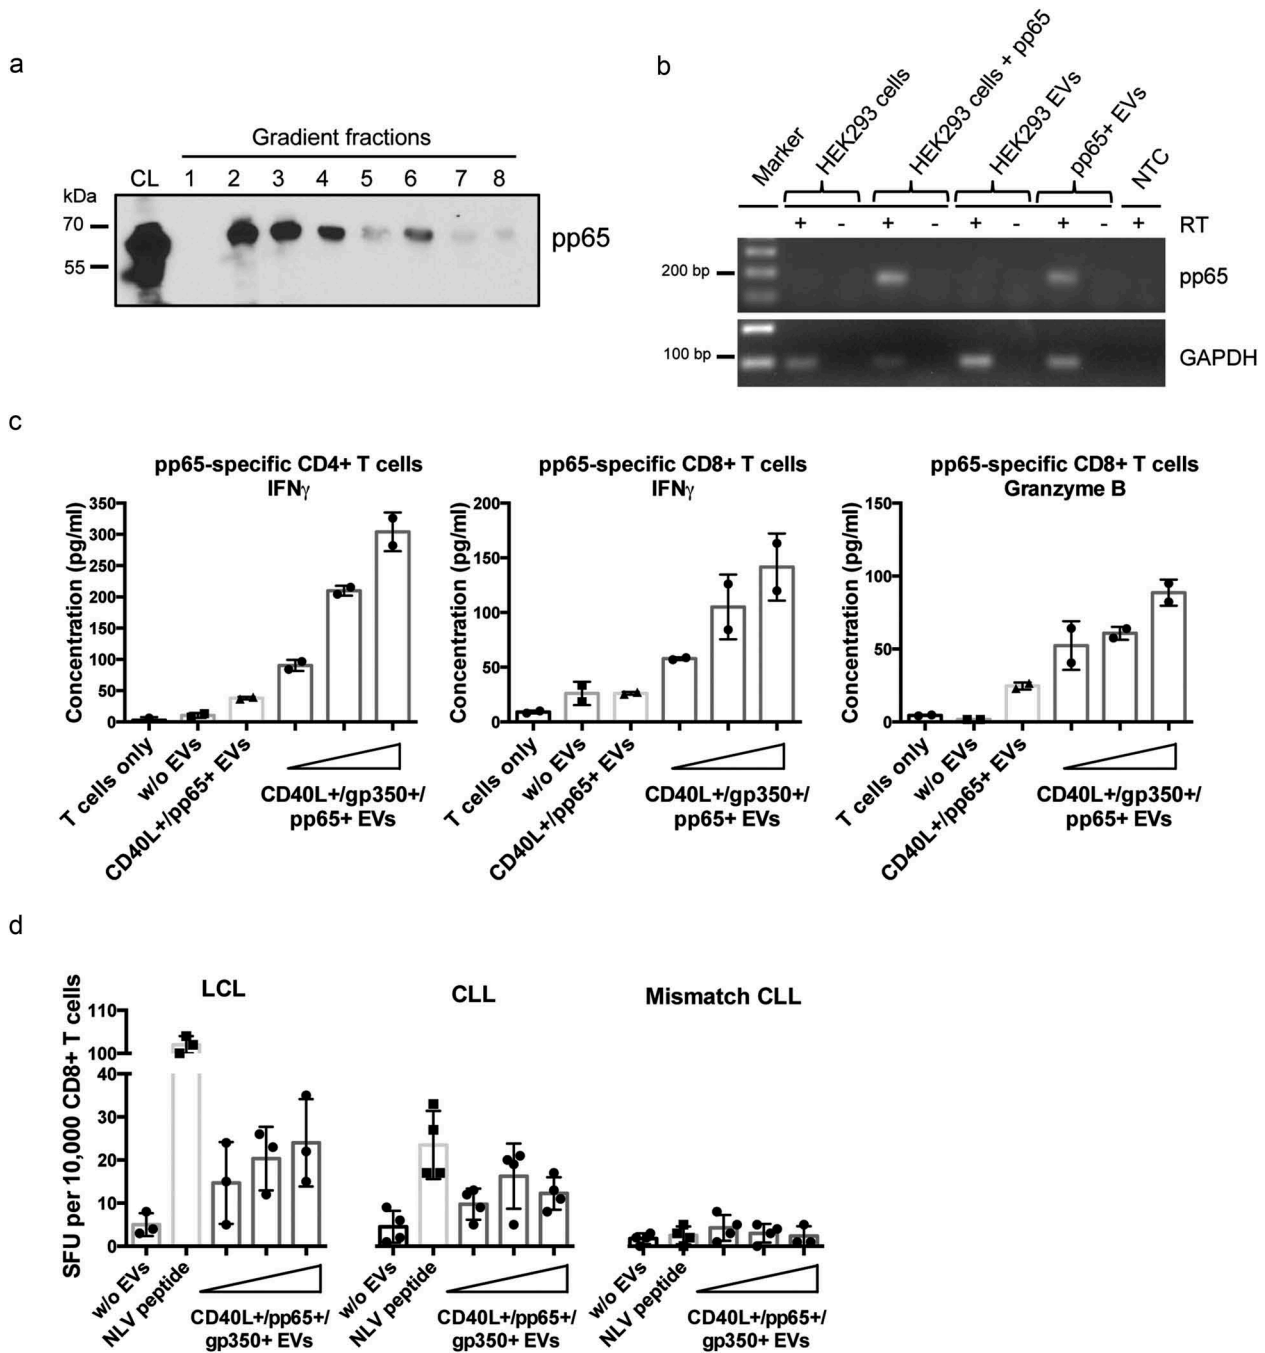 a
Gradient fractions
kDa
CL 1 2 3 4 5 6 7 8
70
55
pp65
b
Marker
HEK293 cells
HEK293 cells + pp65
HEK293 EVs
pp65+ EVs
NTC
+ - + - + - + - + RT
200 bp
pp65
100 bp
GAPDH
c
pp65-specific CD4+ T cells
IFNγ
Concentration (pg/ml)
350
300
250
200
150
100
50
0
T cells only
w/o EVs
CD40L+/pp65+ EVs
CD40L+/gp350+/
pp65+ EVs
pp65-specific CD8+ T cells
IFNγ
Concentration (pg/ml)
200
150
100
50
0
T cells only
w/o EVs
CD40L+/pp65+ EVs
CD40L+/gp350+/
pp65+ EVs
pp65-specific CD8+ T cells
Granzyme B
Concentration (pg/ml)
150
100
50
0
T cells only
w/o EVs
CD40L+/pp65+ EVs
CD40L+/gp350+/
pp65+ EVs
d
SFU per 10,000 CD8+ T cells
LCL
110
100
40
30
20
10
0
w/o EVs
NLV peptide
CD40L+/pp65+/
gp350+ EVs
CLL
w/o EVs
NLV peptide
CD40L+/pp65+/
gp350+ EVs
Mismatch CLL
w/o EVs
NLV peptide
CD40L+/pp65+/
gp350+ EVs